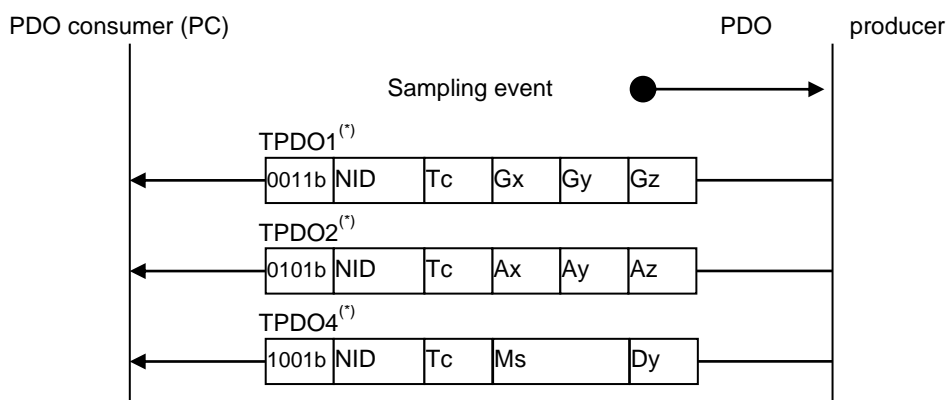 PDO consumer (PC) PDO producer
Sampling event
TPDO1(*)
0011b NID Tc Gx Gy Gz
TPDO2(*)
0101b NID Tc Ax Ay Az
TPDO4(*)
1001b NID Tc Ms Dy